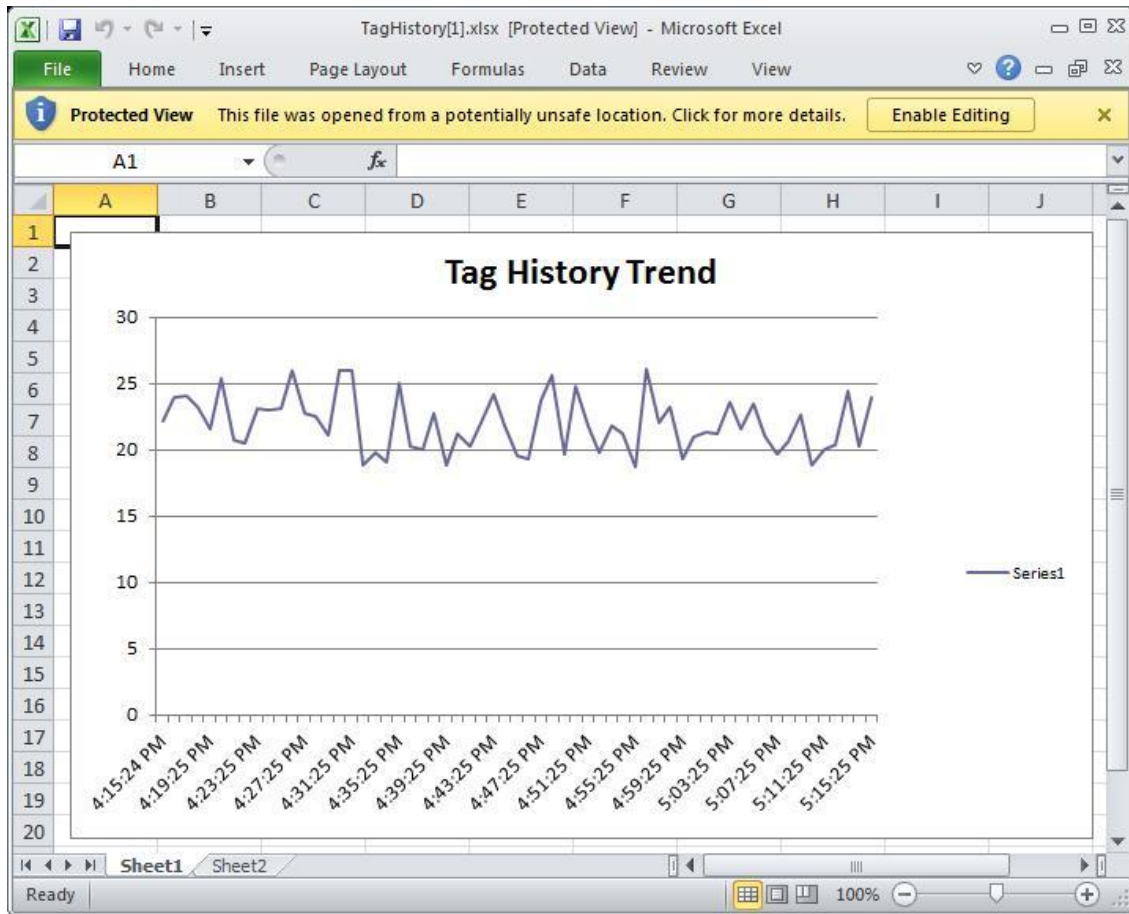 TagHistory[1].xlsx [Protected View] - Microsoft Excel
File Home Insert Page Layout Formulas Data Review View
Protected View This file was opened from a potentially unsafe location. Click for more details. Enable Editing
A1 fx
A B C D E F G H I J
1
2
3
4
5
6
7
8
9
10
11
12
13
14
15
16
17
18
19
20
Tag History Trend
30
25
20
15
10
5
0
4:15:24 PM 4:19:25 PM 4:23:25 PM 4:27:25 PM 4:31:25 PM 4:35:25 PM 4:39:25 PM 4:43:25 PM 4:47:25 PM 4:51:25 PM 4:55:25 PM 4:59:25 PM 5:03:25 PM 5:07:25 PM 5:11:25 PM 5:15:25 PM
Series1
Sheet1 Sheet2
Ready 100%